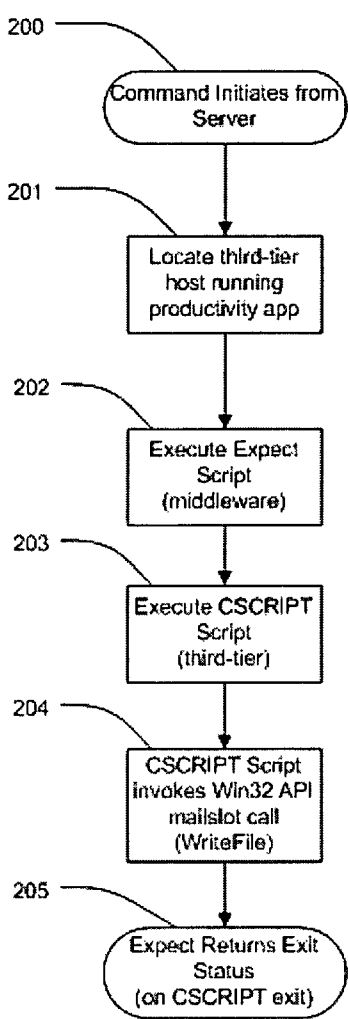 200
Command Initiates from
Server
201
Locate third-tier
host running
productivity app
202
Execute Expect
Script
(middleware)
203
Execute CSCRIPT
Script
(third-tier)
204
CSCRIPT Script
invokes Win32 API
mailslot call
(WriteFile)
205
Expect Returns Exit
Status
(on CSCRIPT exit)